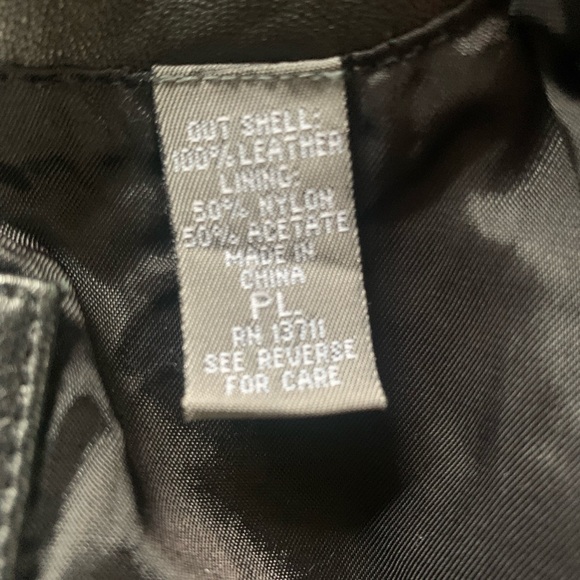 OUT SHELL:
100% LEATHER
LINING:
50% NYLON
50% ACETATE
MADE IN
CHINA
PL.
RN 13711
SEE REVERSE
FOR CARE